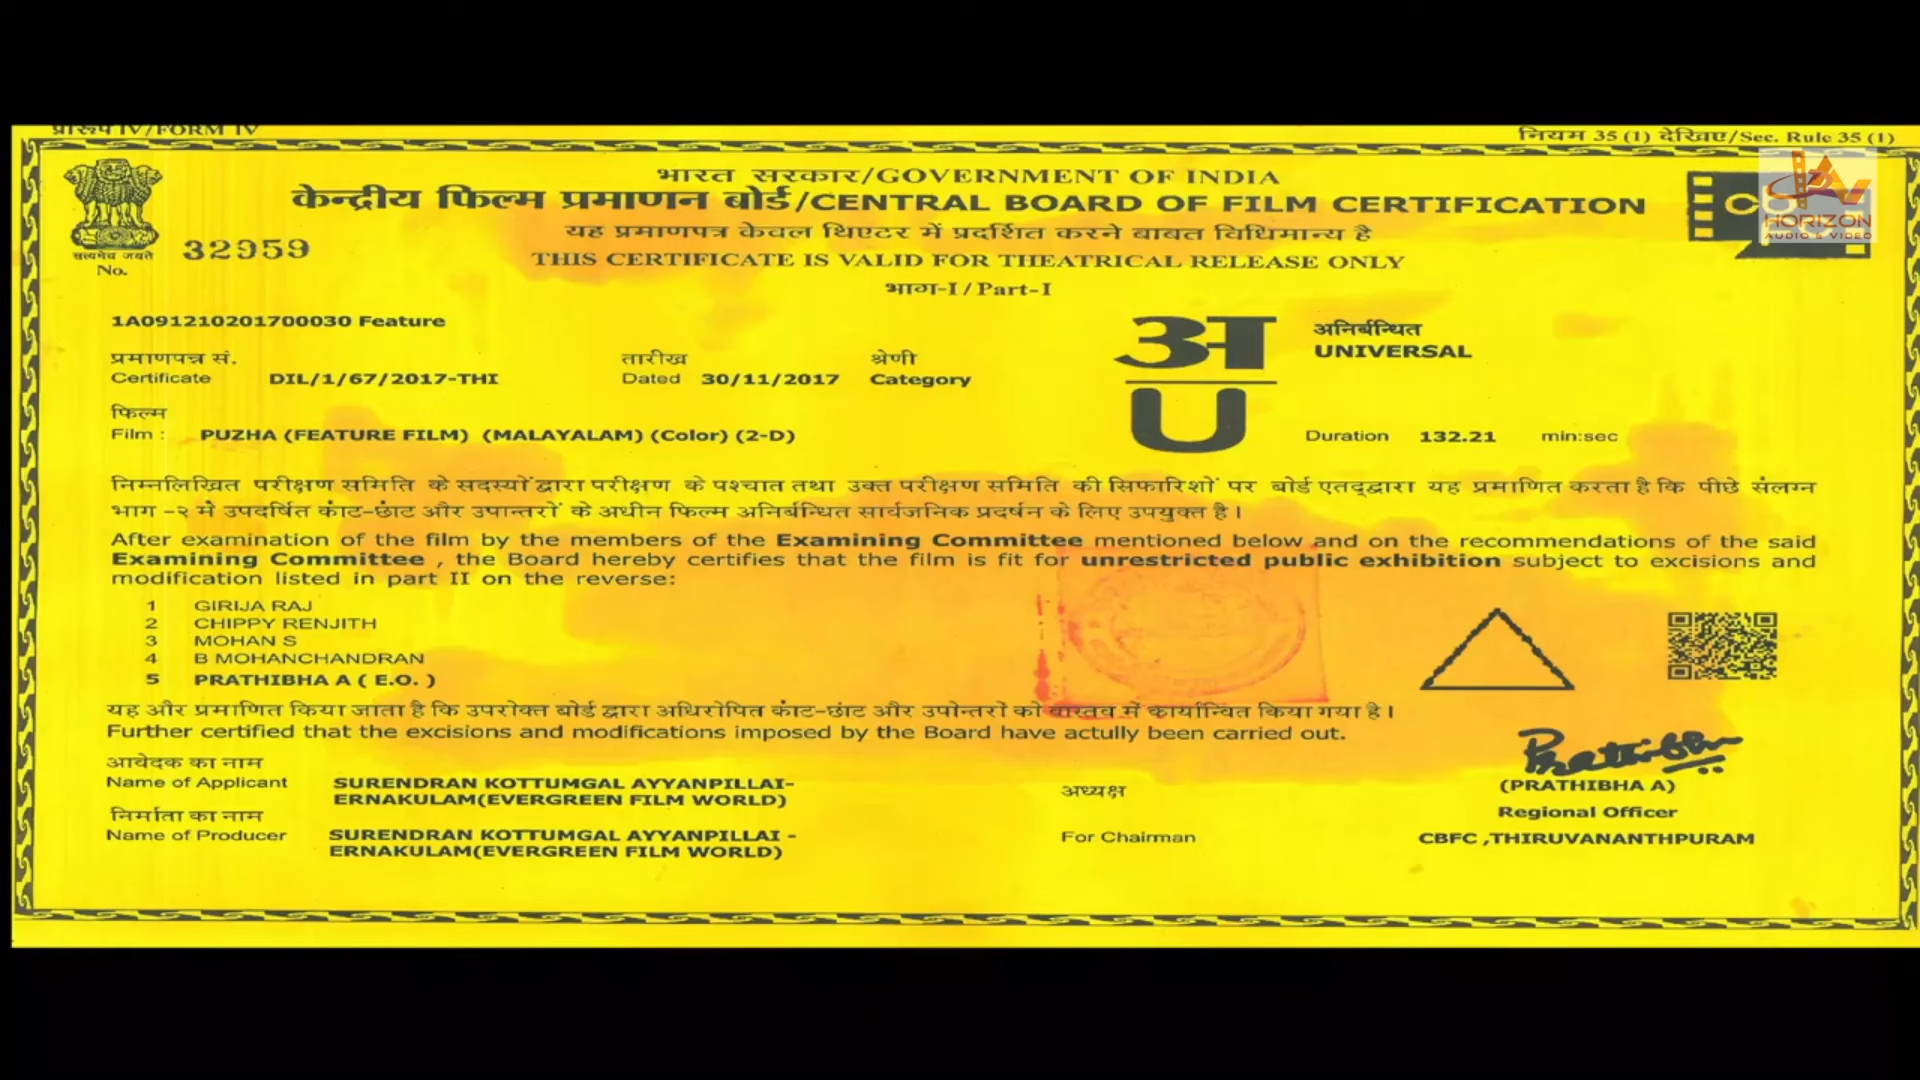 प्रारूप IV/FORM IV
नियम 35 (1) देखिए/Sec. Rule 35 (1)
भारत सरकार/GOVERNMENT OF INDIA
केन्द्रीय फिल्म प्रमाणन बोर्ड/CENTRAL BOARD OF FILM CERTIFICATION
यह प्रमाणपत्र केवल थिएटर में प्रदर्शित करने बाबत विधिमान्य है
THIS CERTIFICATE IS VALID FOR THEATRICAL RELEASE ONLY
भाग-I / Part-I
सत्यमेव जयते
No. 32959
HORIZON
AUDIO & VIDEO
1A091210201700030 Feature
अ
U
अनिर्बन्धित
UNIVERSAL
प्रमाणपत्र सं. तारीख श्रेणी
Certificate DIL/1/67/2017-THI Dated 30/11/2017 Category
फिल्म
Film : PUZHA (FEATURE FILM) (MALAYALAM) (Color) (2-D) Duration 132.21 min:sec
निम्नलिखित परीक्षण समिति के सदस्यों द्वारा परीक्षण के पश्चात तथा उक्त परीक्षण समिति की सिफारिशों पर बोर्ड एतद्द्वारा यह प्रमाणित करता है कि पीछे संलग्न
भाग -२ में उपदर्षित कांट-छांट और उपान्तरों के अधीन फिल्म अनिर्बन्धित सार्वजनिक प्रदर्षन के लिए उपयुक्त है।
After examination of the film by the members of the Examining Committee mentioned below and on the recommendations of the said
Examining Committee , the Board hereby certifies that the film is fit for unrestricted public exhibition subject to excisions and
modification listed in part II on the reverse:
1 GIRIJA RAJ
2 CHIPPY RENJITH
3 MOHAN S
4 B MOHANCHANDRAN
5 PRATHIBHA A ( E.O. )
यह और प्रमाणित किया जाता है कि उपरोक्त बोर्ड द्वारा अधिरोपित कांट-छांट और उपोन्तरों को वास्तव में कार्यान्वित किया गया है।
Further certified that the excisions and modifications imposed by the Board have actully been carried out.
आवेदक का नाम
Name of Applicant SURENDRAN KOTTUMGAL AYYANPILLAI-
ERNAKULAM(EVERGREEN FILM WORLD)
निर्माता का नाम
Name of Producer SURENDRAN KOTTUMGAL AYYANPILLAI -
ERNAKULAM(EVERGREEN FILM WORLD)
अध्यक्ष
For Chairman
Prathibha
(PRATHIBHA A)
Regional Officer
CBFC ,THIRUVANANTHPURAM